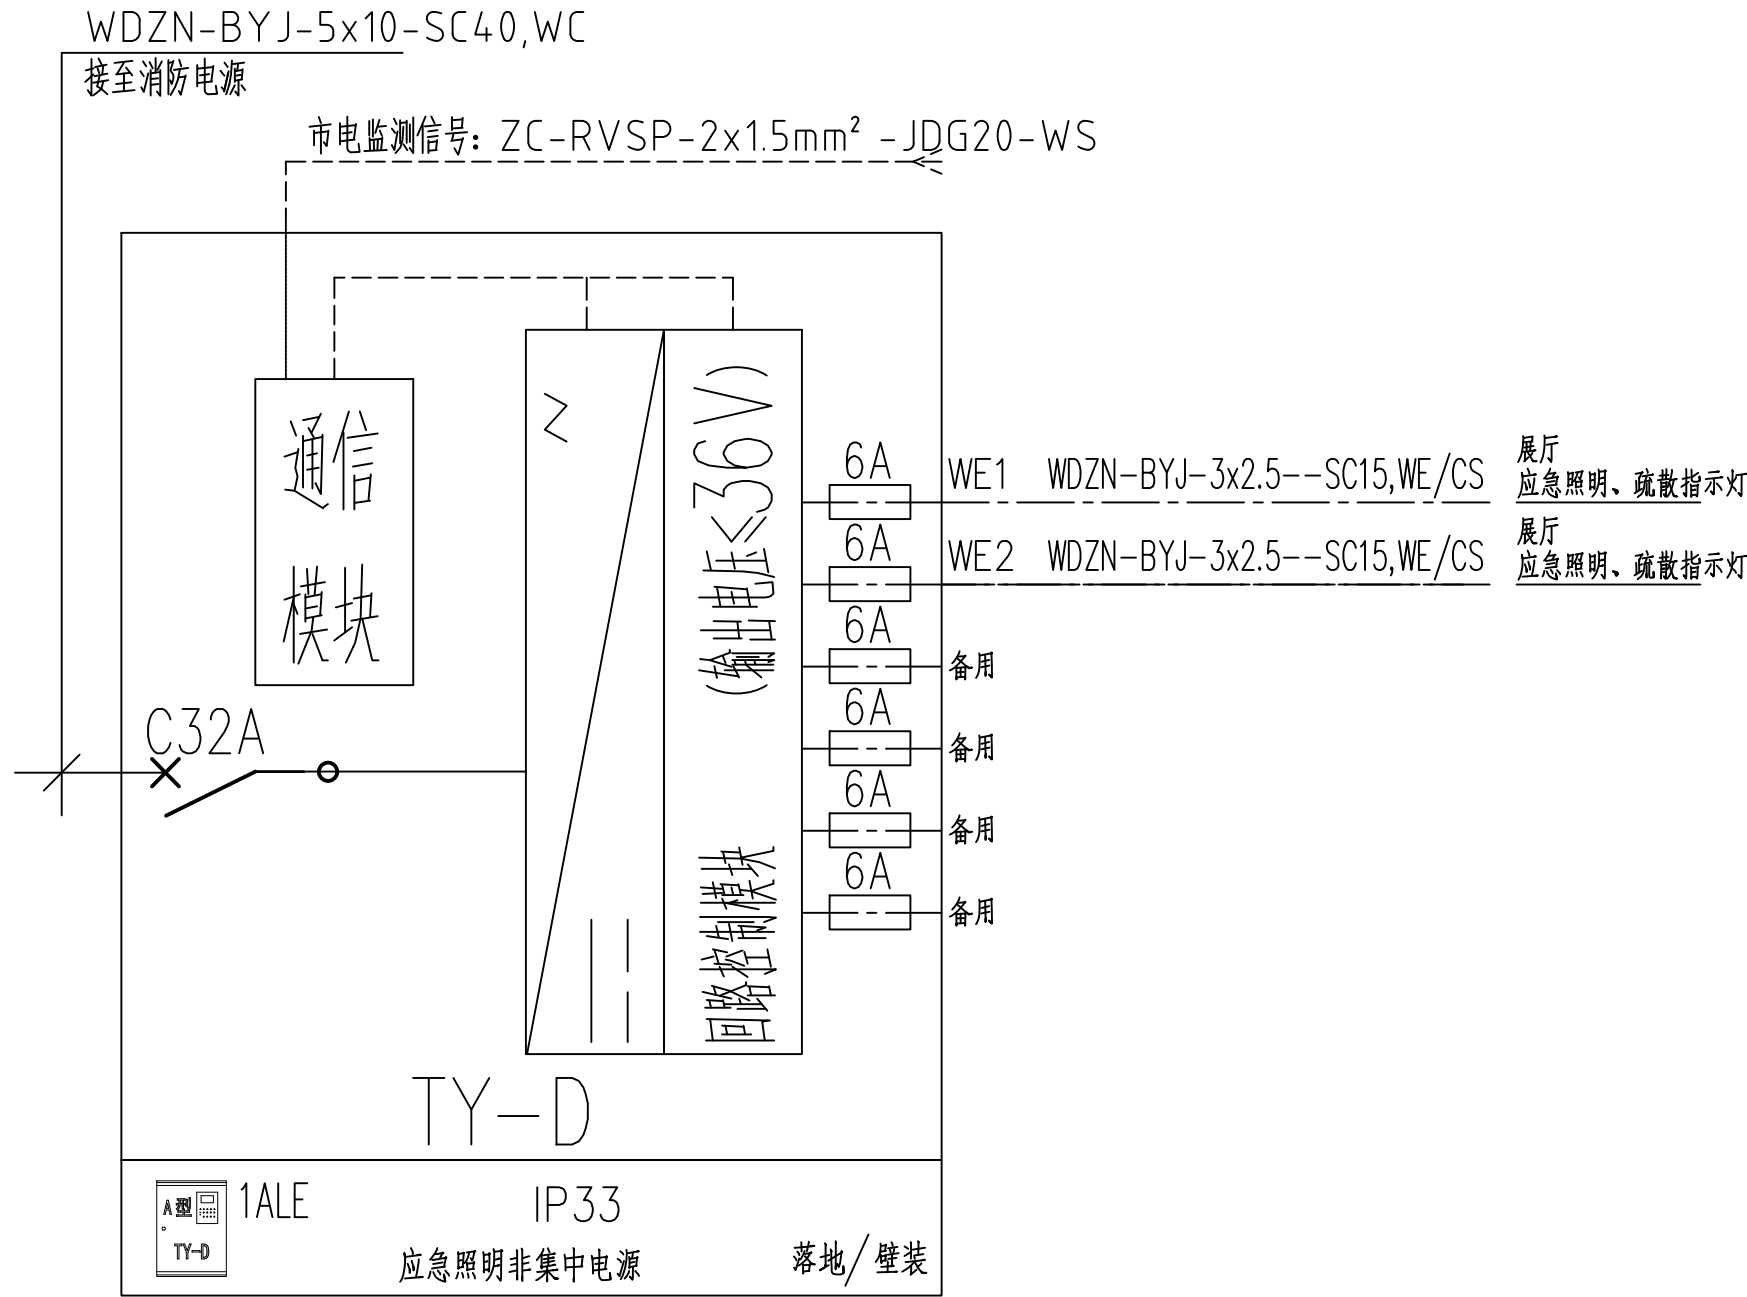 WDZN-BYJ-5x10-SC40,WC
接至消防电源
市电监测信号: ZC-RVSP-2x1.5mm² -JDG20-WS
通信
模块
C32A
(输出电压≤36V)
回路控制模块
6A
WE1 WDZN-BYJ-3x2.5--SC15,WE/CS
展厅
应急照明、疏散指示灯
6A
WE2 WDZN-BYJ-3x2.5--SC15,WE/CS
展厅
应急照明、疏散指示灯
6A
备用
6A
备用
6A
备用
6A
备用
TY-D
A型
TY-D
1ALE
IP33
应急照明非集中电源
落地/壁装